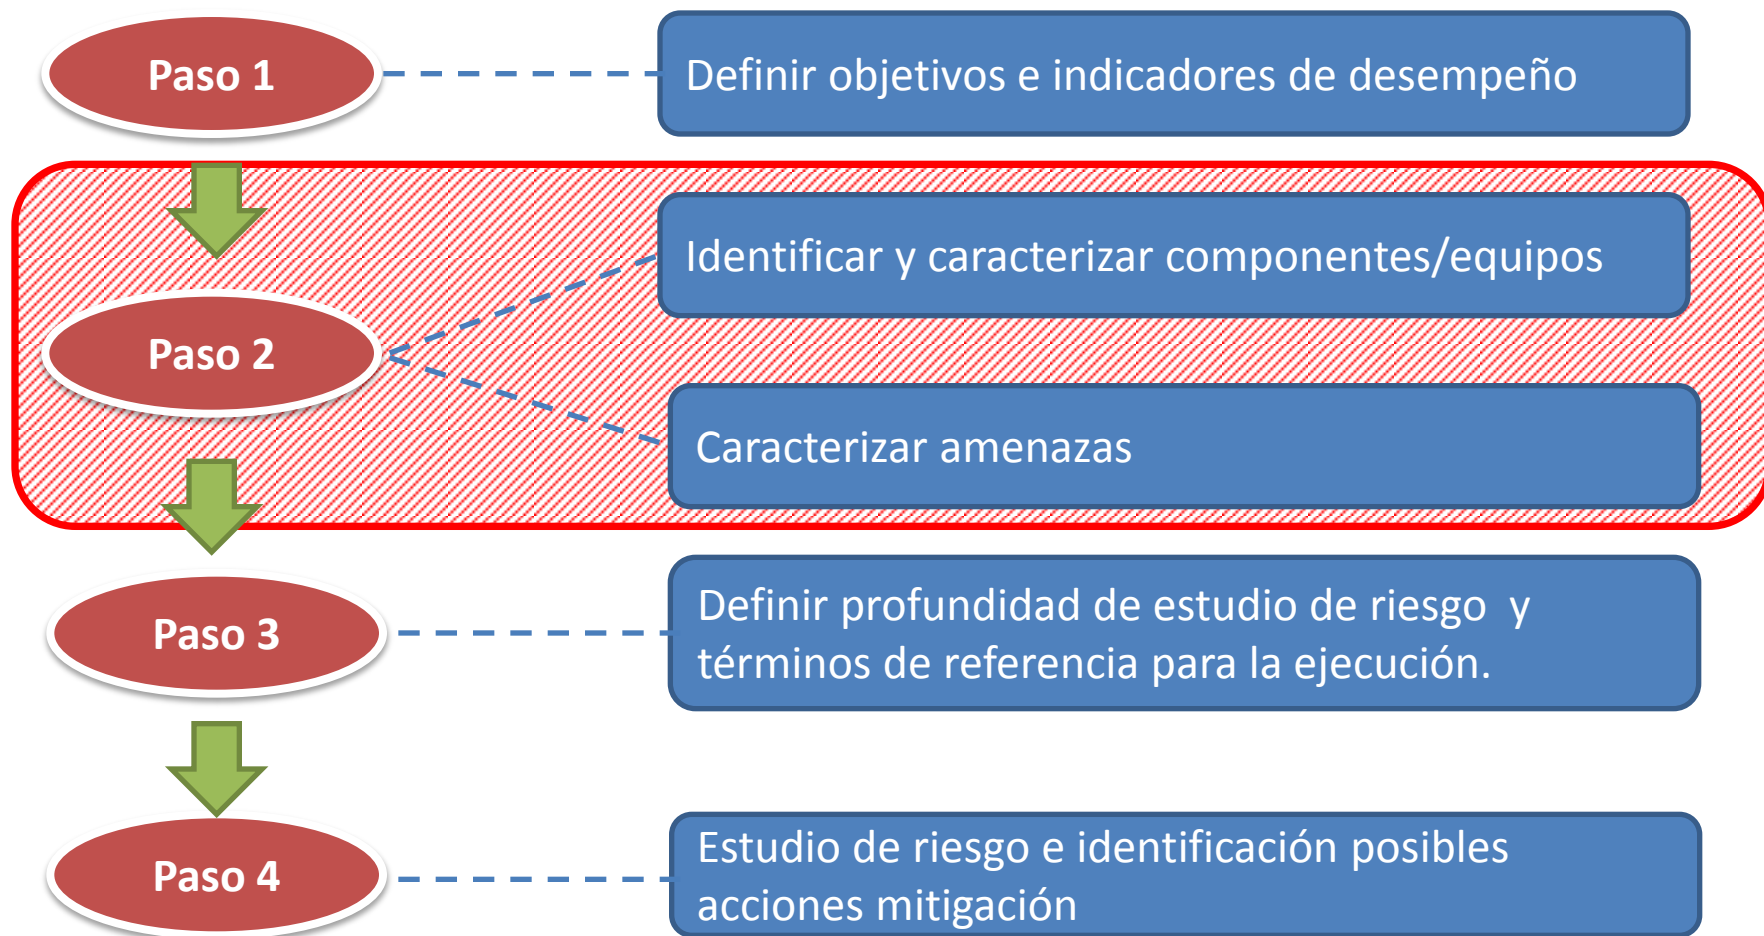 Paso 1
Definir objetivos e indicadores de desempeño
Identificar y caracterizar componentes/equipos
Paso 2
Caracterizar amenazas
Paso 3
Definir profundidad de estudio de riesgo  y
términos de referencia para la ejecución.
Paso 4
Estudio de riesgo e identificación posibles
acciones mitigación